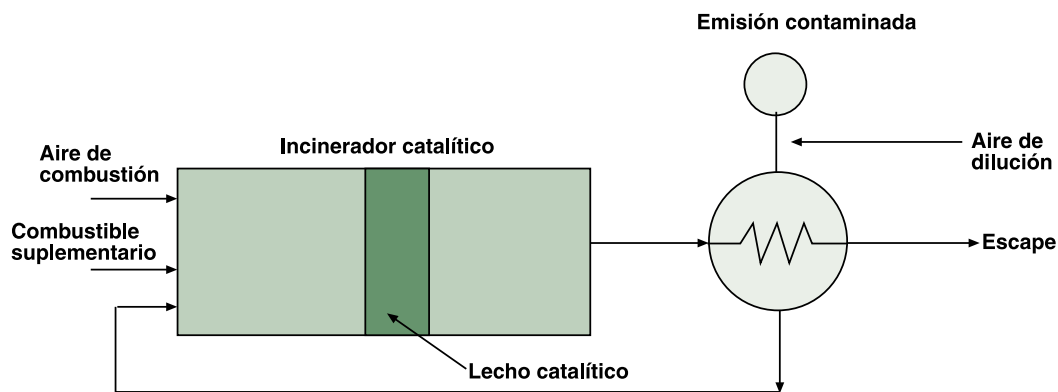 Emisión contaminada
Incinerador catalítico
Aire de
combustión
Aire de
dilución
Combustible
suplementario
Escape
Lecho catalítico